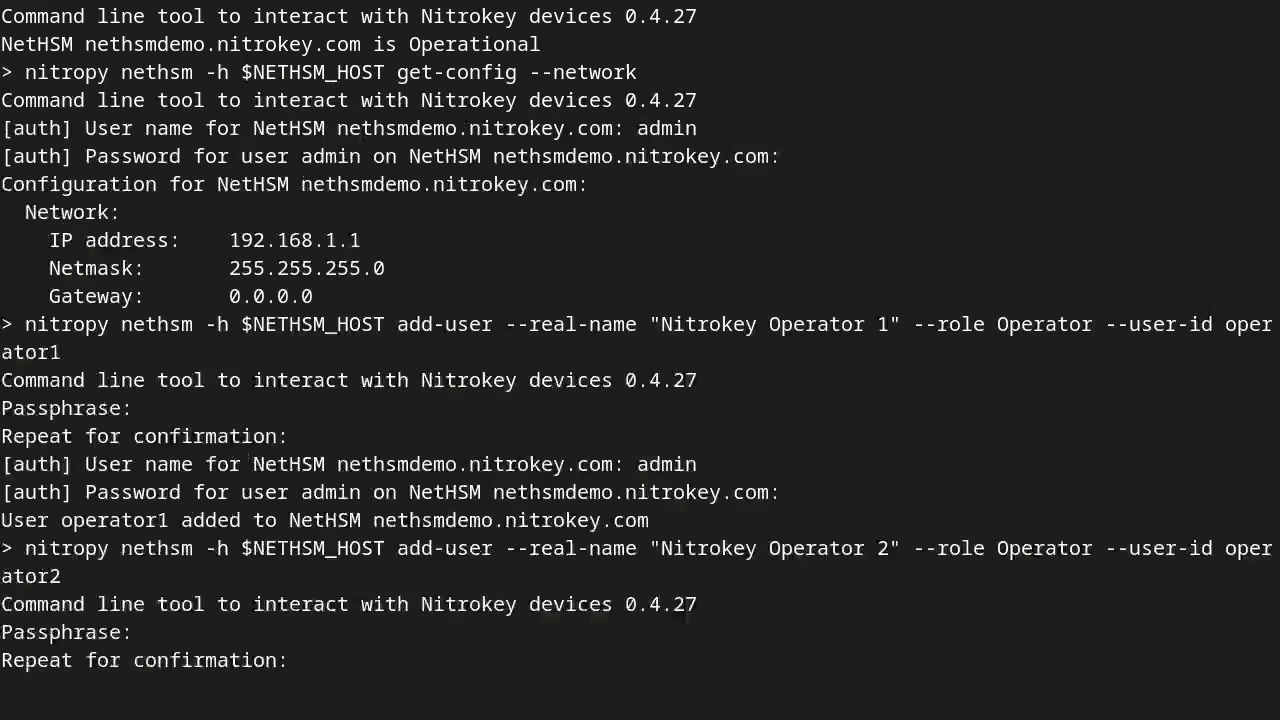 Command line tool to interact with Nitrokey devices 0.4.27
NetHSM nethsmdemo.nitrokey.com is Operational
> nitropy nethsm -h $NETHSM_HOST get-config --network
Command line tool to interact with Nitrokey devices 0.4.27
[auth] User name for NetHSM nethsmdemo.nitrokey.com: admin
[auth] Password for user admin on NetHSM nethsmdemo.nitrokey.com:
Configuration for NetHSM nethsmdemo.nitrokey.com:
  Network:
    IP address:    192.168.1.1
    Netmask:       255.255.255.0
    Gateway:       0.0.0.0
> nitropy nethsm -h $NETHSM_HOST add-user --real-name "Nitrokey Operator 1" --role Operator --user-id oper
ator1
Command line tool to interact with Nitrokey devices 0.4.27
Passphrase:
Repeat for confirmation:
[auth] User name for NetHSM nethsmdemo.nitrokey.com: admin
[auth] Password for user admin on NetHSM nethsmdemo.nitrokey.com:
User operator1 added to NetHSM nethsmdemo.nitrokey.com
> nitropy nethsm -h $NETHSM_HOST add-user --real-name "Nitrokey Operator 2" --role Operator --user-id oper
ator2
Command line tool to interact with Nitrokey devices 0.4.27
Passphrase:
Repeat for confirmation: